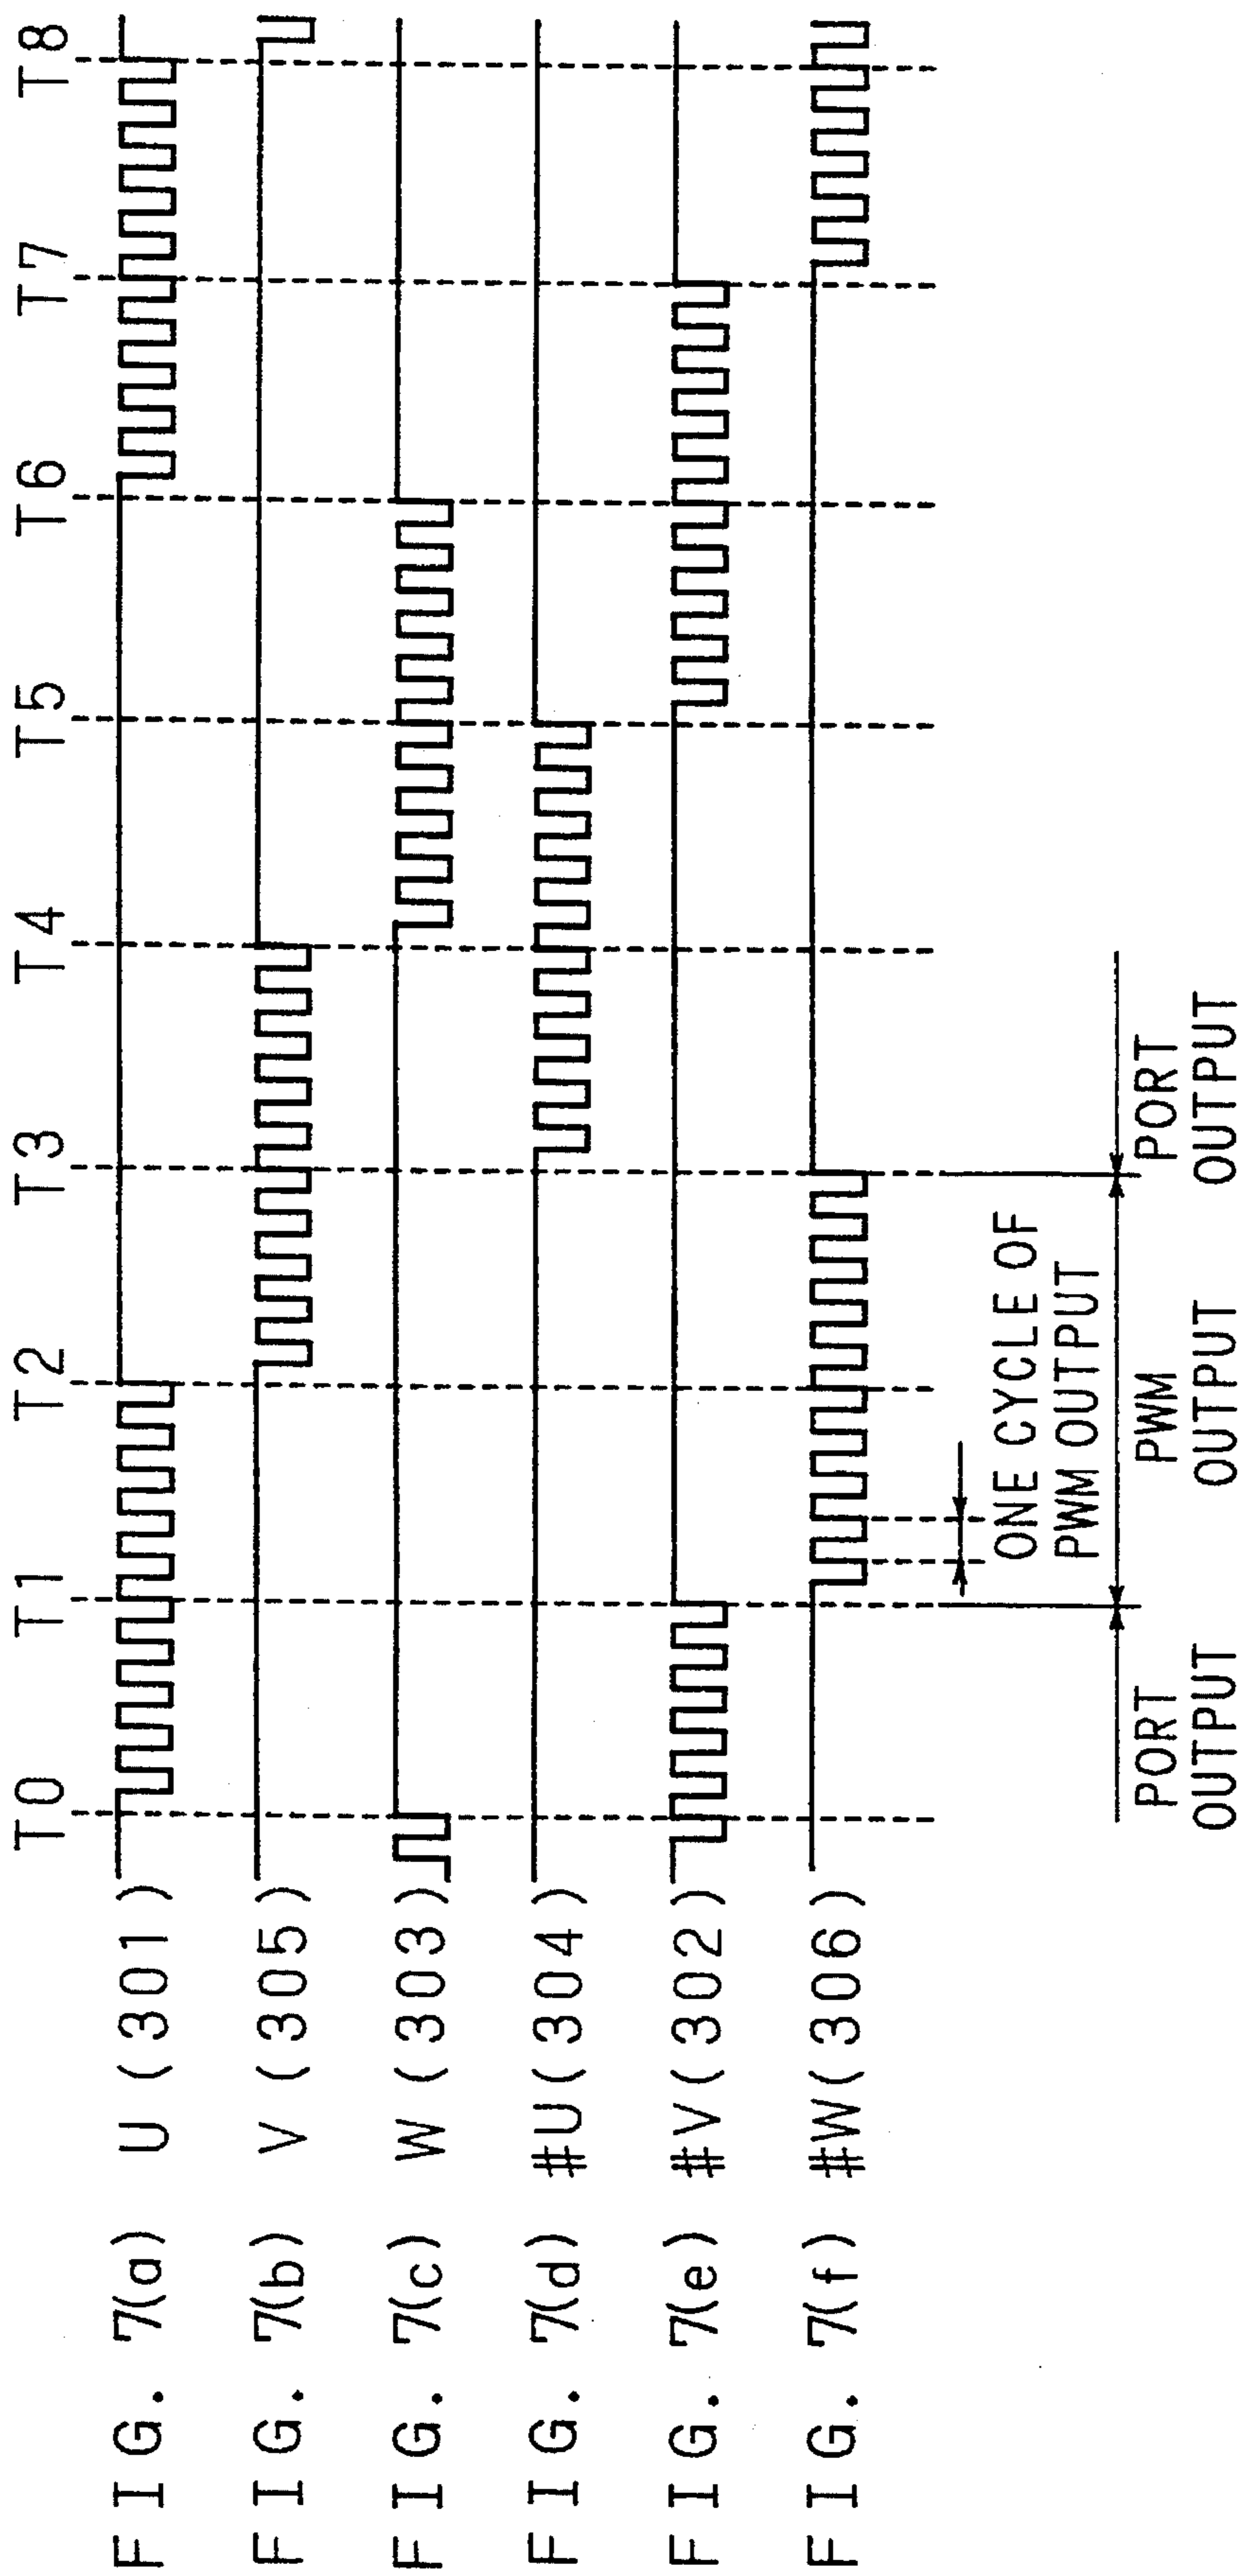 T0 T1 T2 T3 T4 T5 T6 T7 T8
FIG. 7(a) U(301)
FIG. 7(b) V(305)
FIG. 7(c) W(303)
FIG. 7(d) #U(304)
FIG. 7(e) #V(302)
FIG. 7(f) #W(306)
ONE CYCLE OF
PWM OUTPUT
PORT
OUTPUT
PWM
OUTPUT
PORT
OUTPUT